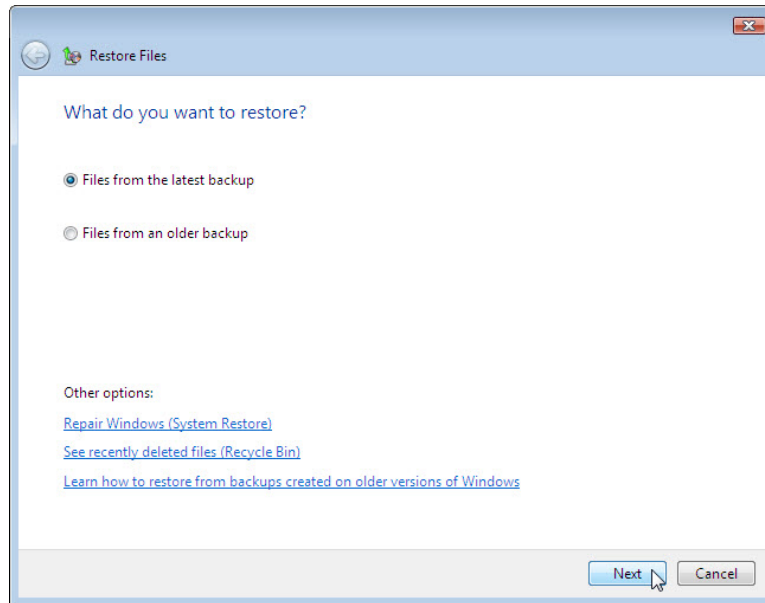 Restore Files
What do you want to restore?
Files from the latest backup
Files from an older backup
Other options:
Repair Windows (System Restore)
See recently deleted files (Recycle Bin)
Learn how to restore from backups created on older versions of Windows
Next
Cancel